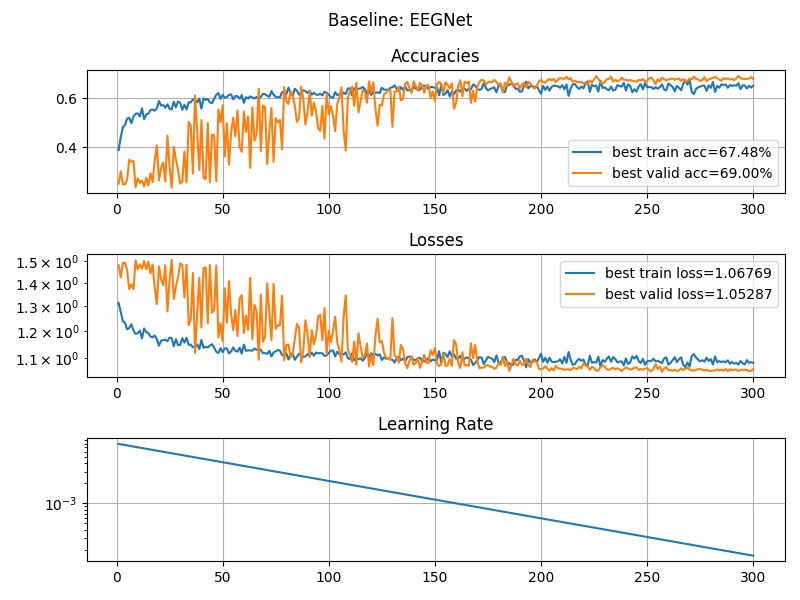 Baseline: EEGNet
Accuracies
0.6
0.4
best train acc=67.48%
best valid acc=69.00%
0 50 100 150 200 250 300
Losses
1.5 × 10⁰
1.4 × 10⁰
1.3 × 10⁰
1.2 × 10⁰
1.1 × 10⁰
best train loss=1.06769
best valid loss=1.05287
0 50 100 150 200 250 300
Learning Rate
10⁻³
0 50 100 150 200 250 300